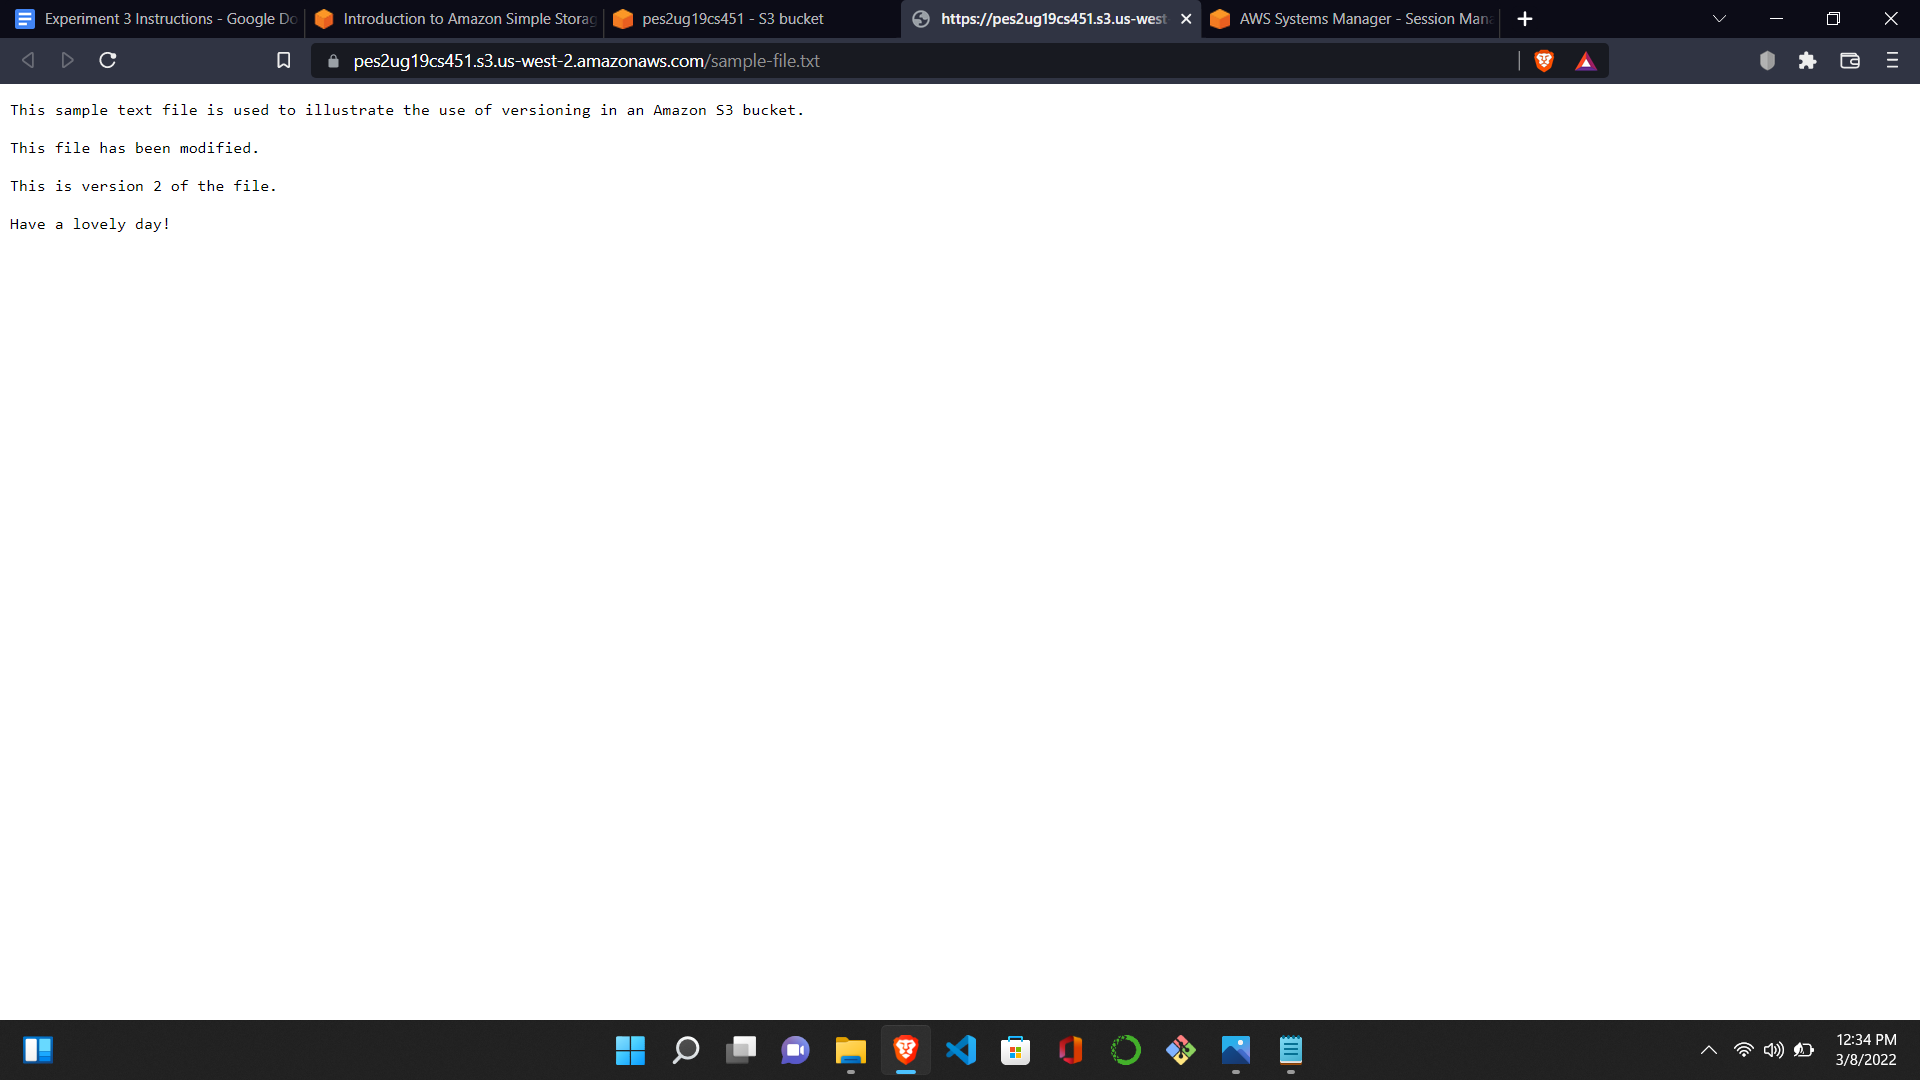 Experiment 3 Instructions - Google Do
Introduction to Amazon Simple Storag
pes2ug19cs451 - S3 bucket
https://pes2ug19cs451.s3.us-west
AWS Systems Manager - Session Mana
pes2ug19cs451.s3.us-west-2.amazonaws.com/sample-file.txt
This sample text file is used to illustrate the use of versioning in an Amazon S3 bucket.
This file has been modified.
This is version 2 of the file.
Have a lovely day!
12:34 PM
3/8/2022